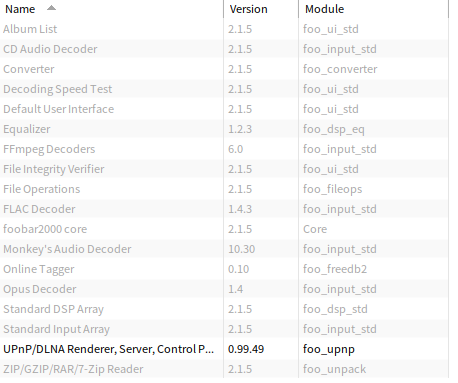 Name Version Module
Album List 2.1.5 foo_ui_std
CD Audio Decoder 2.1.5 foo_input_std
Converter 2.1.5 foo_converter
Decoding Speed Test 2.1.5 foo_ui_std
Default User Interface 2.1.5 foo_ui_std
Equalizer 1.2.3 foo_dsp_eq
FFmpeg Decoders 6.0 foo_input_std
File Integrity Verifier 2.1.5 foo_ui_std
File Operations 2.1.5 foo_fileops
FLAC Decoder 1.4.3 foo_input_std
foobar2000 core 2.1.5 Core
Monkey's Audio Decoder 10.30 foo_input_std
Online Tagger 0.10 foo_freedb2
Opus Decoder 1.4 foo_input_std
Standard DSP Array 2.1.5 foo_dsp_std
Standard Input Array 2.1.5 foo_input_std
UPnP/DLNA Renderer, Server, Control P... 0.99.49 foo_upnp
ZIP/GZIP/RAR/7-Zip Reader 2.1.5 foo_unpack